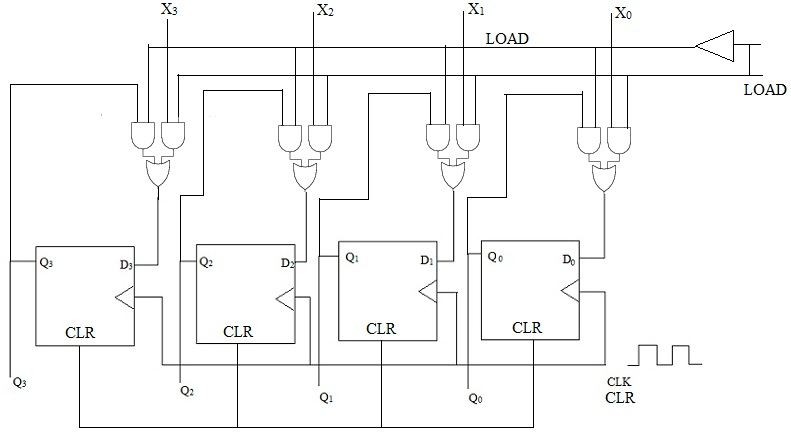 X3 X2 X1 X0
LOAD
LOAD
Q3 D3 Q2 D2 Q1 D1 Q0 D0
CLR CLR CLR CLR
Q3 Q2 Q1 Q0 CLK
CLR